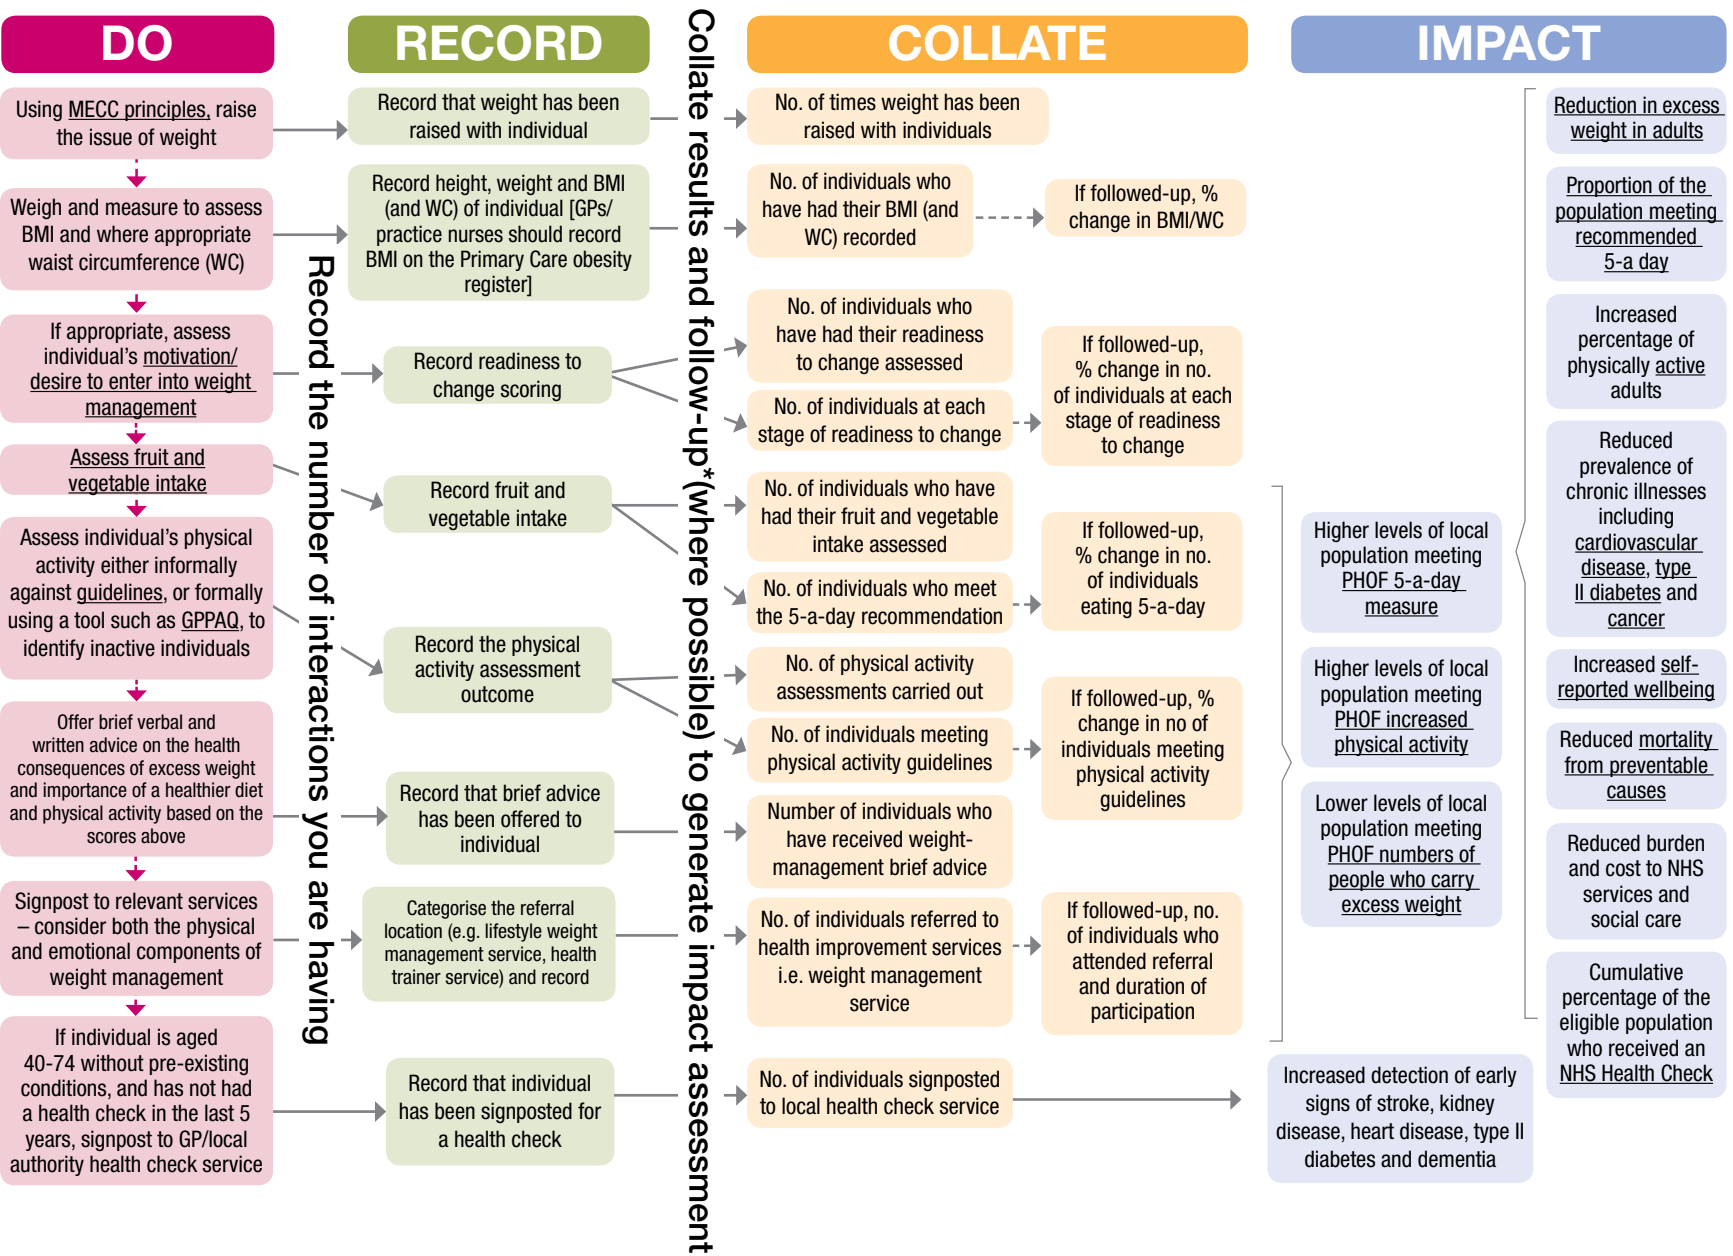 DO
Using MECC principles, raise
the issue of weight
Weigh and measure to assess
BMI and where appropriate
waist circumference (WC)
If appropriate, assess
individual’s motivation/
desire to enter into weight
management
Assess fruit and
vegetable intake
Assess individual’s physical
activity either informally
against guidelines, or formally
using a tool such as GPPAQ, to
identify inactive individuals
Offer brief verbal and
written advice on the health
consequences of excess weight
and importance of a healthier diet
and physical activity based on the
scores above
Signpost to relevant services
– consider both the physical
and emotional components of
weight management
If individual is aged
40-74 without pre-existing
conditions, and has not had
a health check in the last 5
years, signpost to GP/local
authority health check service
Record the number of interactions you are having
RECORD
Record that weight has been
raised with individual
Record height, weight and BMI
(and WC) of individual [GPs/
practice nurses should record
BMI on the Primary Care obesity
register]
Record readiness to
change scoring
Record fruit and
vegetable intake
Record the physical
activity assessment
outcome
Record that brief advice
has been offered to
individual
Categorise the referral
location (e.g. lifestyle weight
management service, health
trainer service) and record
Record that individual
has been signposted for
a health check
Collate results and follow-up*(where possible) to generate impact assessment
COLLATE
No. of times weight has been
raised with individuals
No. of individuals who
have had their BMI (and
WC) recorded
If followed-up, %
change in BMI/WC
No. of individuals who
have had their readiness
to change assessed
No. of individuals at each
stage of readiness to change
If followed-up,
% change in no.
of individuals at each
stage of readiness
to change
No. of individuals who have
had their fruit and vegetable
intake assessed
No. of individuals who meet
the 5-a-day recommendation
If followed-up,
% change in no.
of individuals
eating 5-a-day
No. of physical activity
assessments carried out
No. of individuals meeting
physical activity guidelines
If followed-up, %
change in no of
individuals meeting
physical activity
guidelines
Number of individuals who
have received weight-
management brief advice
No. of individuals referred to
health improvement services
i.e. weight management
service
If followed-up, no.
of individuals who
attended referral
and duration of
participation
No. of individuals signposted
to local health check service
IMPACT
Higher levels of local
population meeting
PHOF 5-a-day
measure
Higher levels of local
population meeting
PHOF increased
physical activity
Lower levels of local
population meeting
PHOF numbers of
people who carry
excess weight
Increased detection of early
signs of stroke, kidney
disease, heart disease, type II
diabetes and dementia
Reduction in excess
weight in adults
Proportion of the
population meeting
recommended
5-a day
Increased
percentage of
physically active
adults
Reduced
prevalence of
chronic illnesses
including
cardiovascular
disease, type
II diabetes and
cancer
Increased self-
reported wellbeing
Reduced mortality
from preventable
causes
Reduced burden
and cost to NHS
services and
social care
Cumulative
percentage of the
eligible population
who received an
NHS Health Check